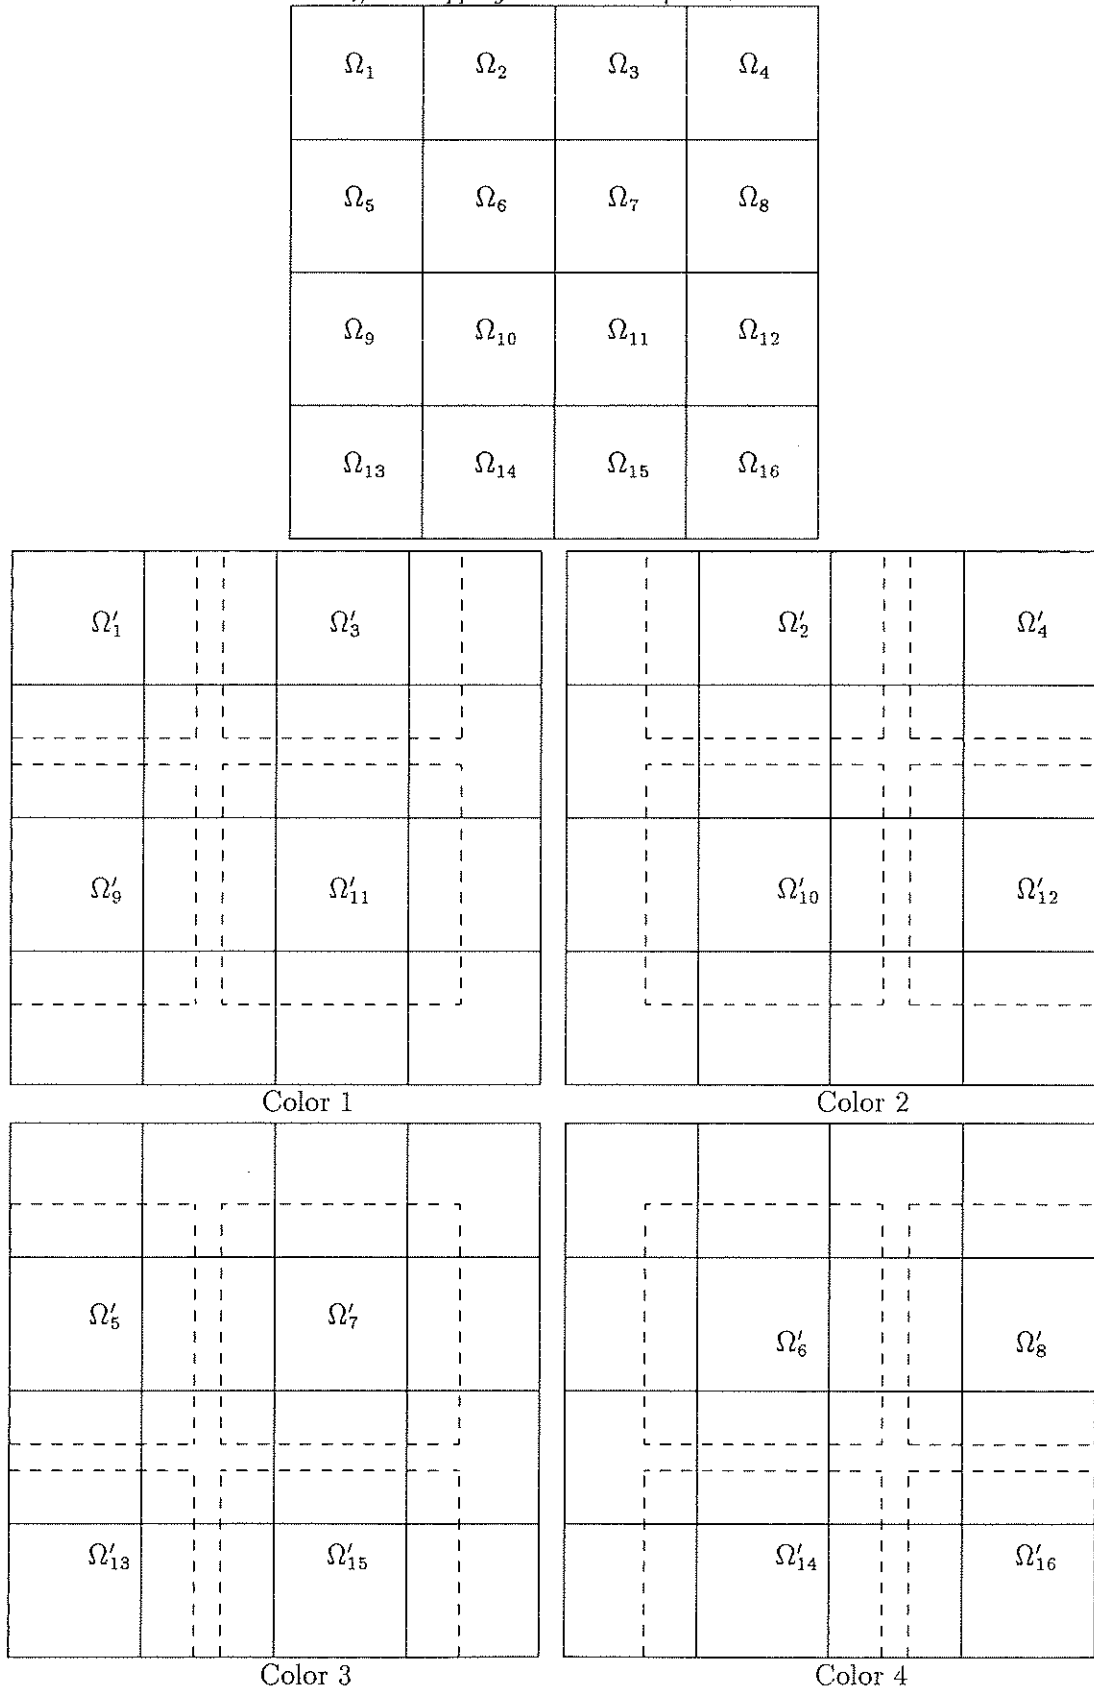 Ω₁ Ω₂ Ω₃ Ω₄
Ω₅ Ω₆ Ω₇ Ω₈
Ω₉ Ω₁₀ Ω₁₁ Ω₁₂
Ω₁₃ Ω₁₄ Ω₁₅ Ω₁₆
Ω′₁ Ω′₃ Ω′₂ Ω′₄
Ω′₉ Ω′₁₁ Ω′₁₀ Ω′₁₂
Color 1 Color 2
Ω′₅ Ω′₇ Ω′₆ Ω′₈
Ω′₁₃ Ω′₁₅ Ω′₁₄ Ω′₁₆
Color 3 Color 4